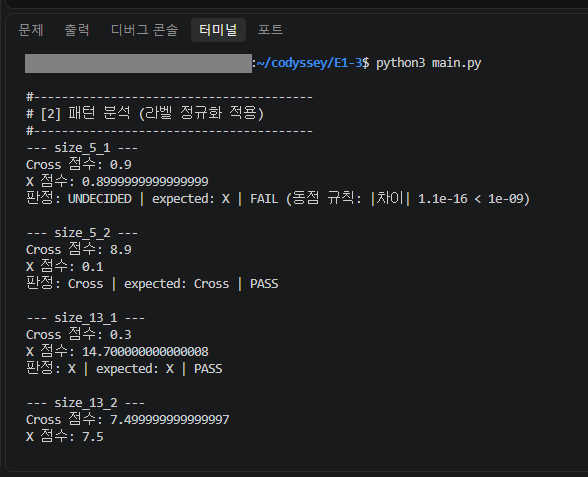 문제 출력 디버그 콘솔 터미널 포트
:~/codyssey/E1-3$ python3 main.py
#---------------------------------------
# [2] 패턴 분석 (라벨 정규화 적용)
#---------------------------------------
--- size_5_1 ---
Cross 점수: 0.9
X 점수: 0.8999999999999999
판정: UNDECIDED | expected: X | FAIL (동점 규칙: |차이| 1.1e-16 < 1e-09)
--- size_5_2 ---
Cross 점수: 8.9
X 점수: 0.1
판정: Cross | expected: Cross | PASS
--- size_13_1 ---
Cross 점수: 0.3
X 점수: 14.700000000000008
판정: X | expected: X | PASS
--- size_13_2 ---
Cross 점수: 7.499999999999997
X 점수: 7.5